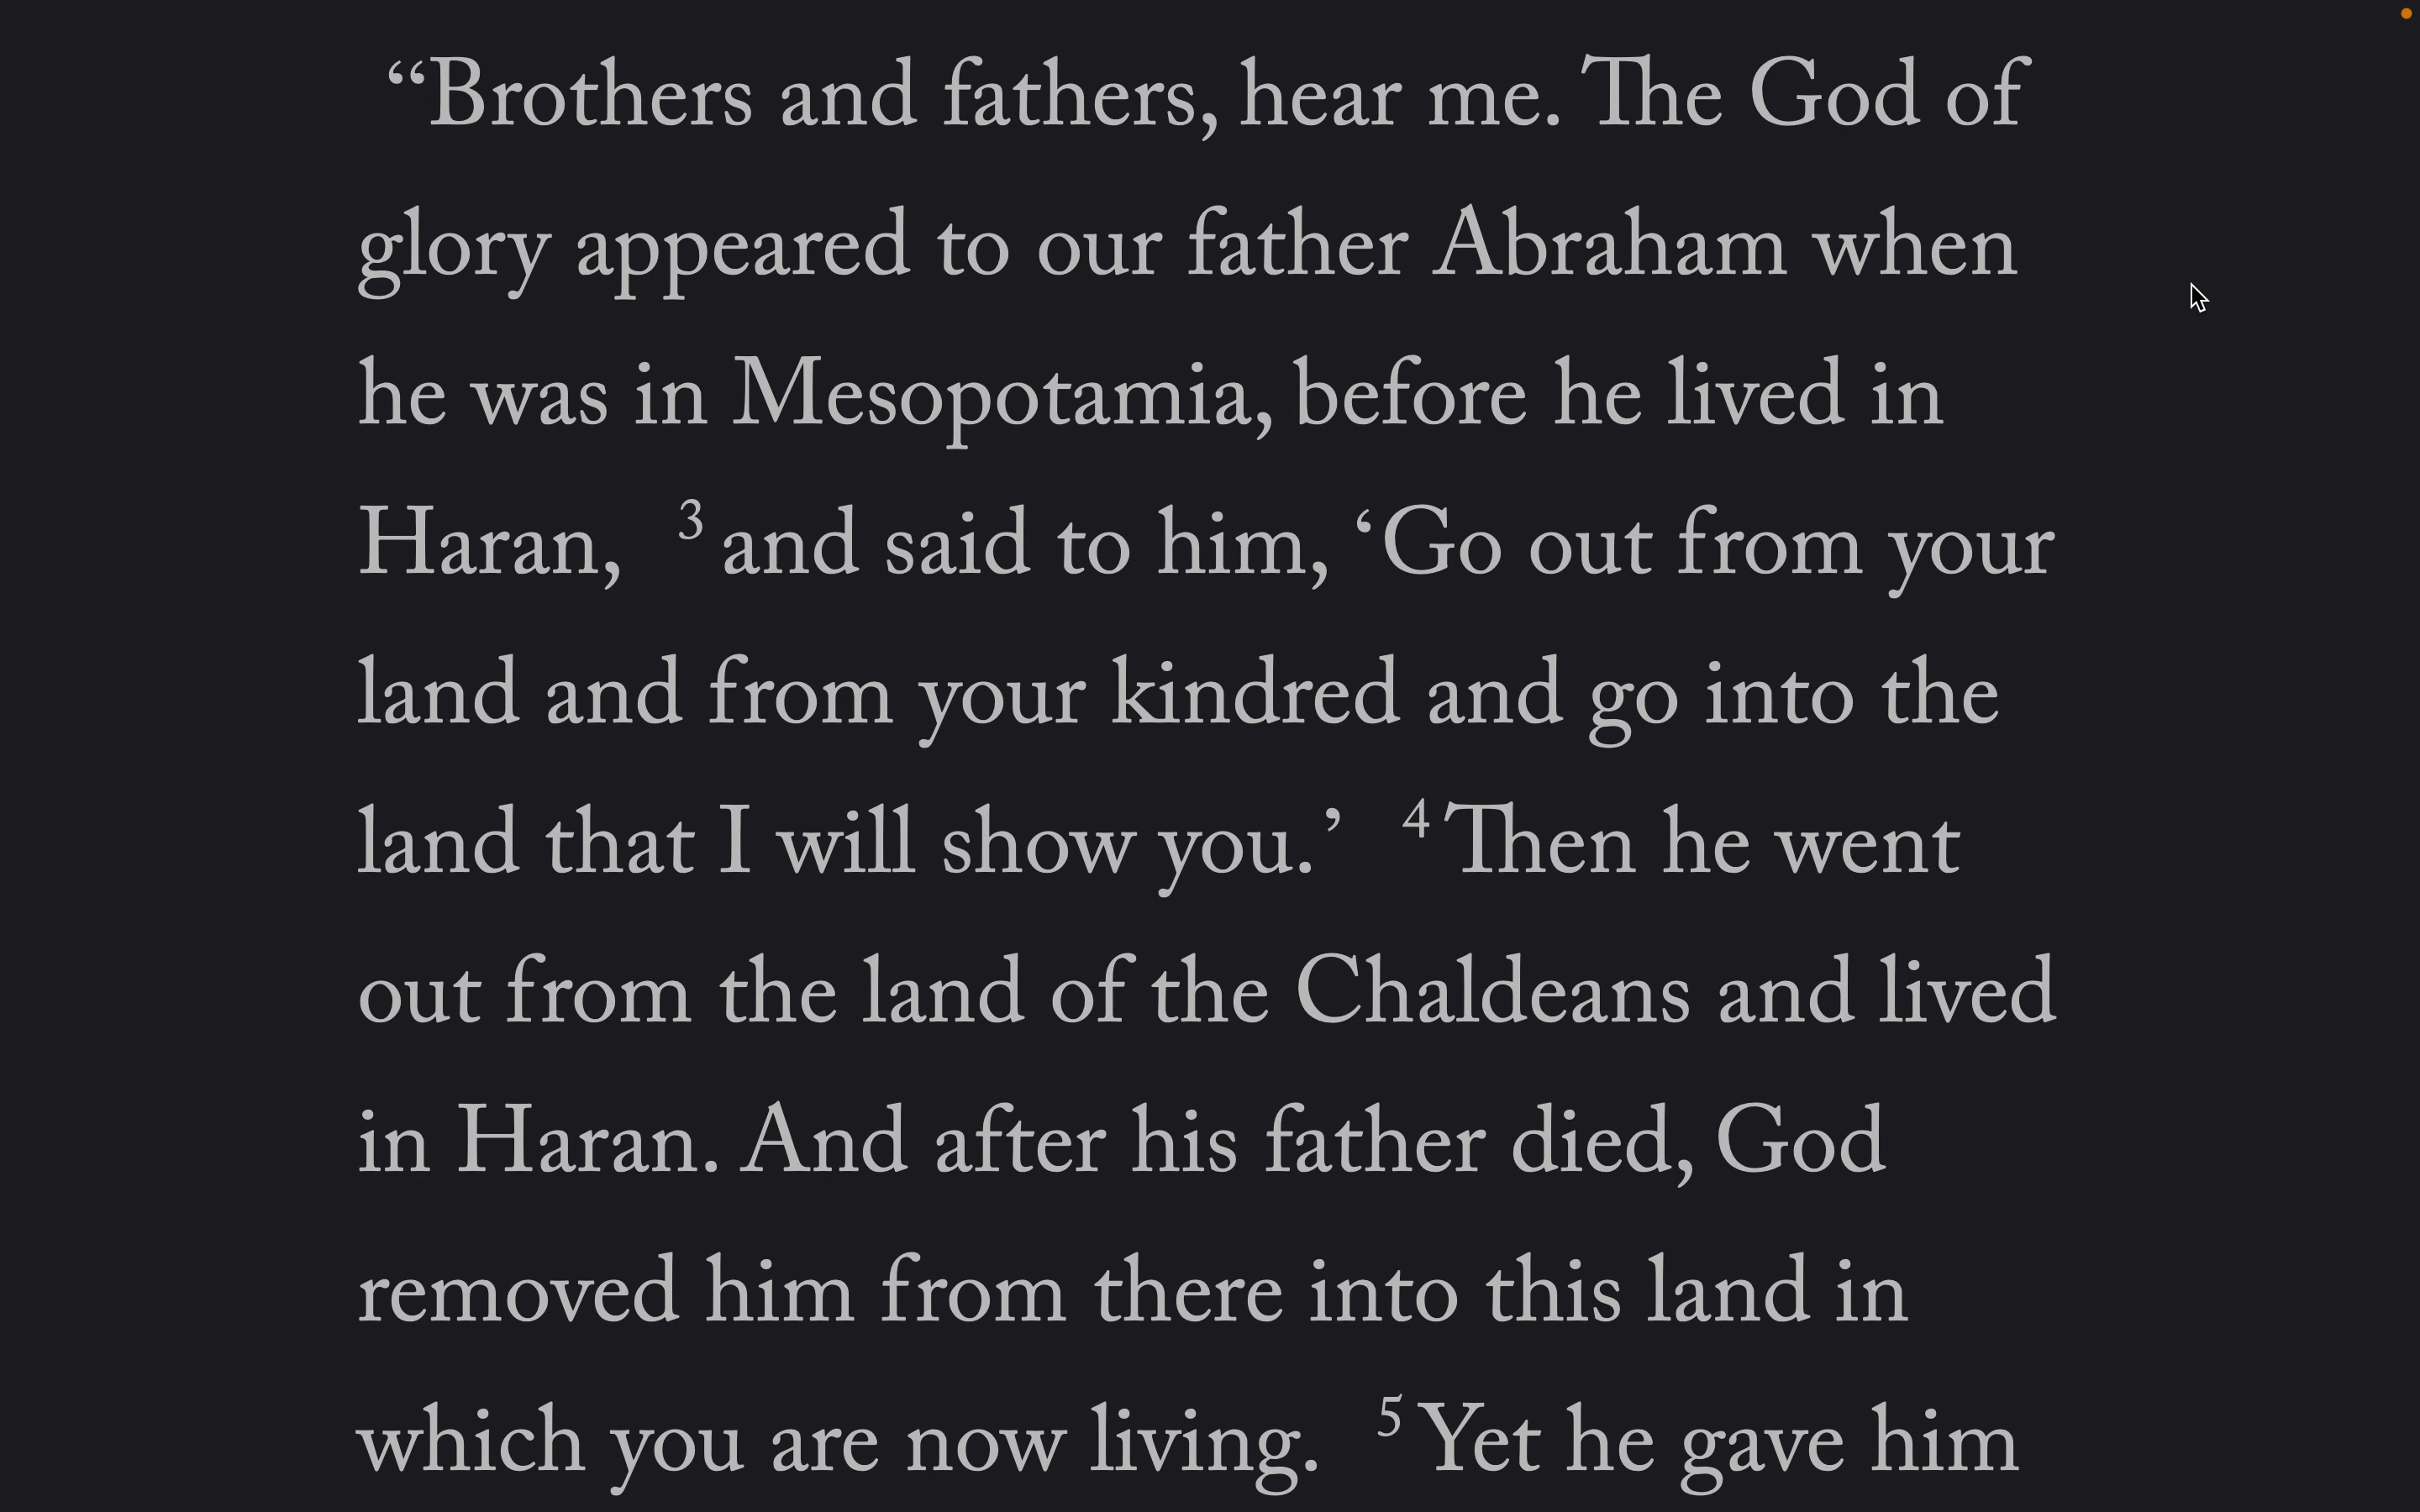 “Brothers and fathers, hear me. The God of
glory appeared to our father Abraham when
he was in Mesopotamia, before he lived in
Haran, 3 and said to him, ‘Go out from your
land and from your kindred and go into the
land that I will show you.’ 4 Then he went
out from the land of the Chaldeans and lived
in Haran. And after his father died, God
removed him from there into this land in
which you are now living. 5 Yet he gave him